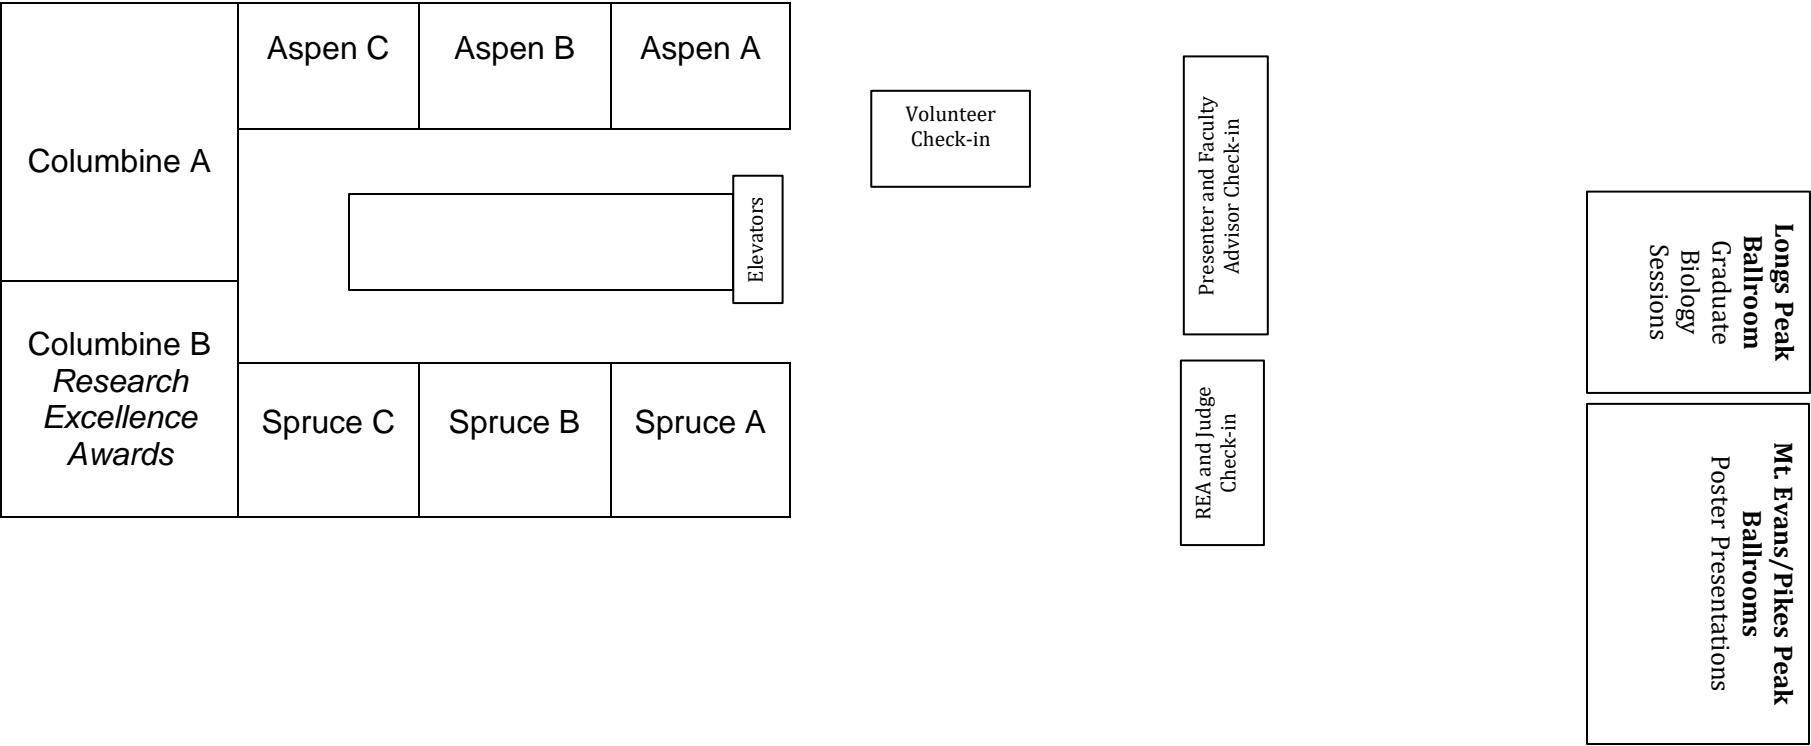 Aspen C
Aspen B
Aspen A
Columbine A
Columbine B
Research
Excellence
Awards
Elevators
Spruce C
Spruce B
Spruce A
Volunteer
Check-in
Presenter and Faculty
Advisor Check-in
REA and Judge
Check-in
Longs Peak
Ballroom
Graduate
Biology
Sessions
Mt. Evans/Pikes Peak
Ballrooms
Poster Presentations